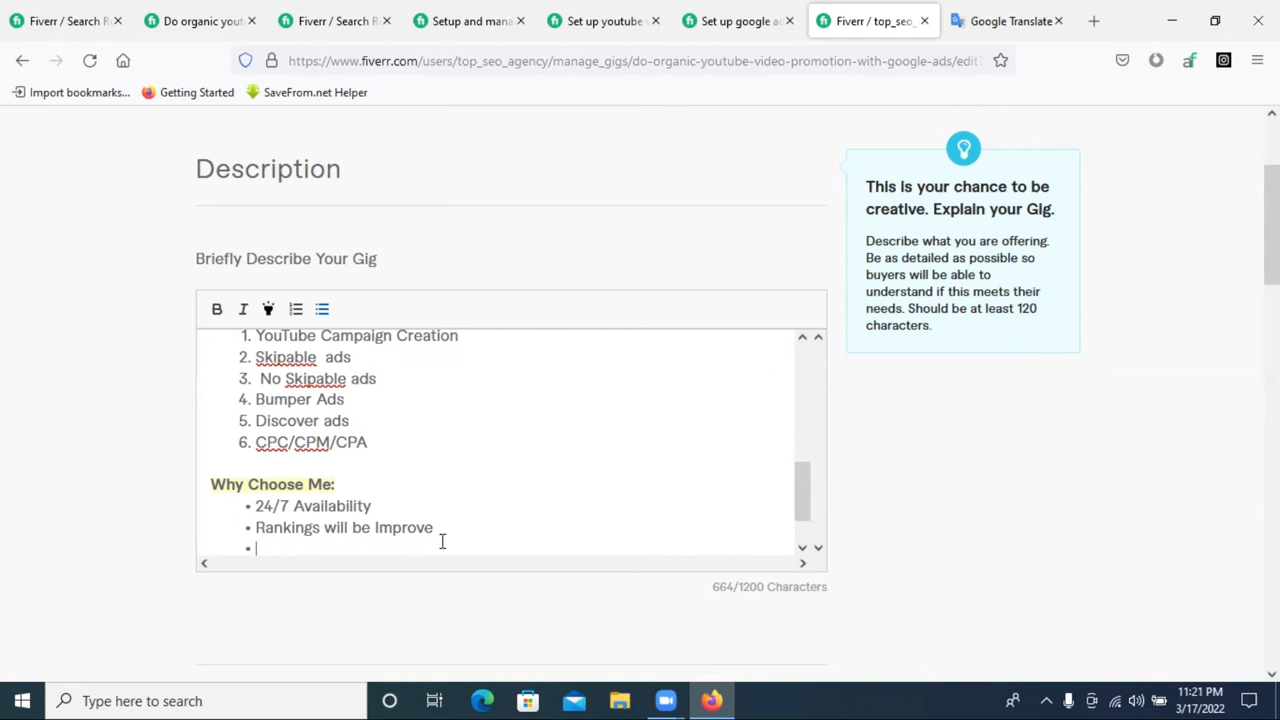 Fiverr / Search Re
Do organic yout
Fiverr / Search Re
Setup and mana
Set up youtube v
Set up google ad
Fiverr / top_seo_
Google Translate
https://www.fiverr.com/users/top_seo_agency/manage_gigs/do-organic-youtube-video-promotion-with-google-ads/edit?
Import bookmarks...
Getting Started
SaveFrom.net Helper
Description
Briefly Describe Your Gig
1. YouTube Campaign Creation
2. Skipable ads
3. No Skipable ads
4. Bumper Ads
5. Discover ads
6. CPC/CPM/CPA
Why Choose Me:
• 24/7 Availability
• Rankings will be Improve
•
664/1200 Characters
This is your chance to be
creative. Explain your Gig.
Describe what you are offering.
Be as detailed as possible so
buyers will be able to
understand if this meets their
needs. Should be at least 120
characters.
Type here to search
11:21 PM
3/17/2022